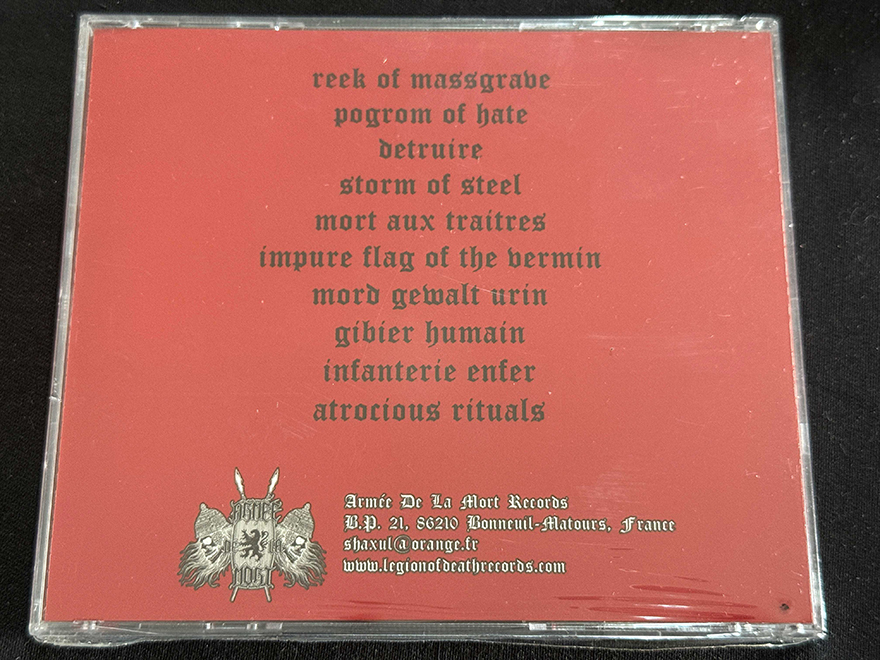 reek of massgrave
pogrom of hate
detruire
storm of steel
mort aux traitres
impure flag of the vermin
mord gewalt urin
gibier humain
infanterie enfer
atrocious rituals
Armée De La Mort Records
B.P. 21, 86210 Bonneuil-Matours, France
shaxul@orange.fr
www.legionofdeathrecords.com